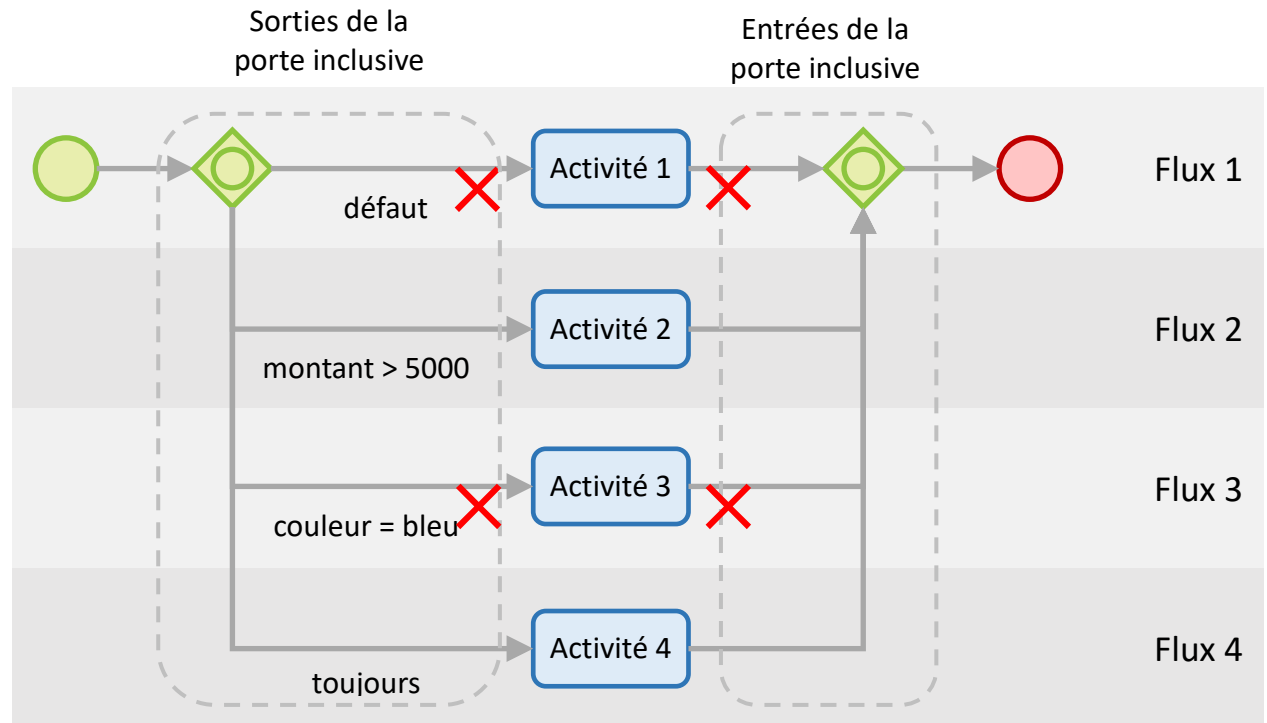 Sorties de la
porte inclusive
Entrées de la
porte inclusive
Activité 1
Flux 1
défaut
Activité 2
Flux 2
montant > 5000
Activité 3
Flux 3
couleur = bleu
Activité 4
Flux 4
toujours